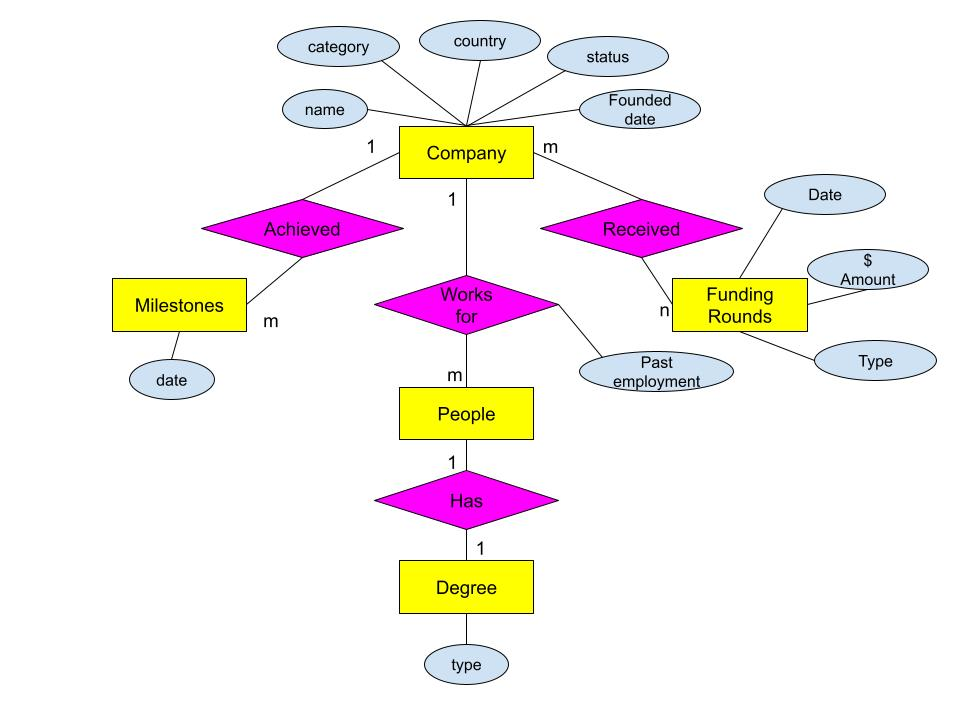 country
category
status
Founded
date
name
1
Company
m
Date
1
Achieved
Received
$
Amount
Milestones
Works
for
Funding
Rounds
n
m
Type
Past
employment
m
date
People
1
Has
1
Degree
type